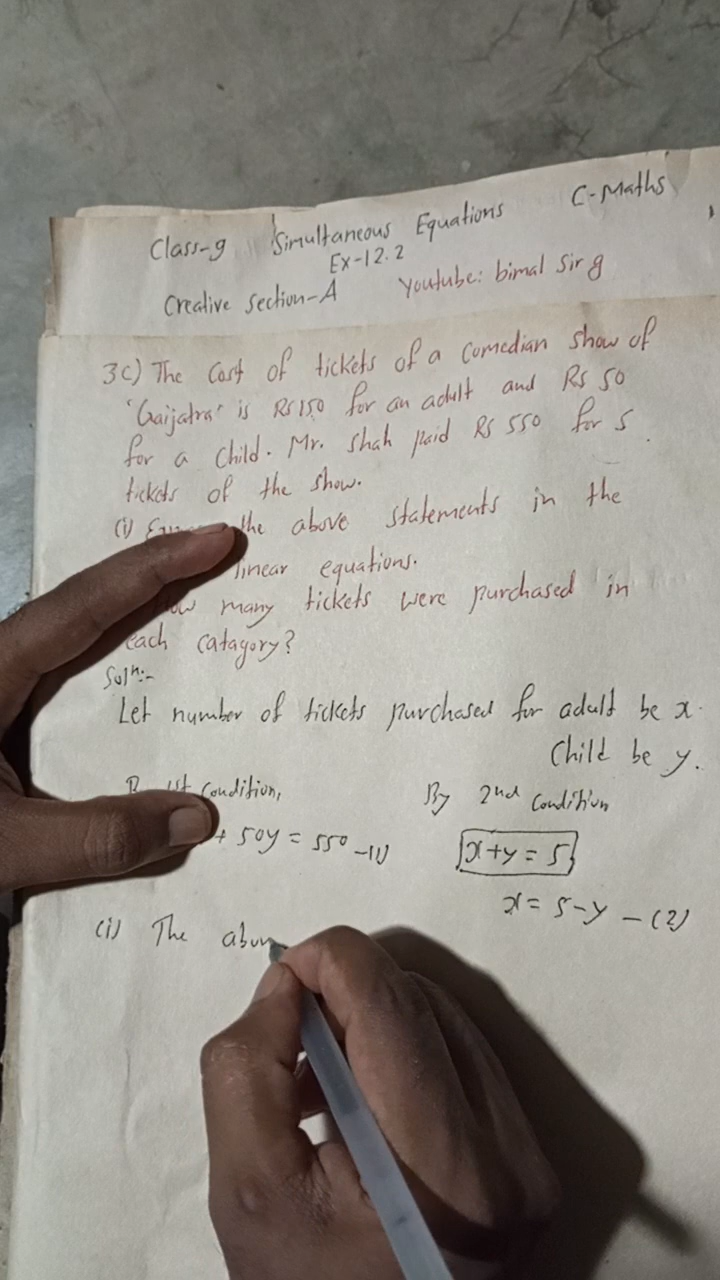 Class-9 Simultaneous Equations C-Maths
Ex-12.2
Creative Section-A Youtube: bimal Sir 9
3c) The Cost of tickets of a Comedian Show of
'Gaijatra' is Rs 150 for an adult and Rs 50
for a child. Mr. Shah paid Rs 550 for 5
tickets of the show.
(i) the above statements in the
linear equations.
many tickets were purchased in
each catagory?
Solⁿ:-
Let number of tickets purchased for adult be x.
Child be y.
1st Condition, By 2nd Condition
+ 50y = 550 -(1) x+y = 5
x = 5-y -(2)
(i) The abov